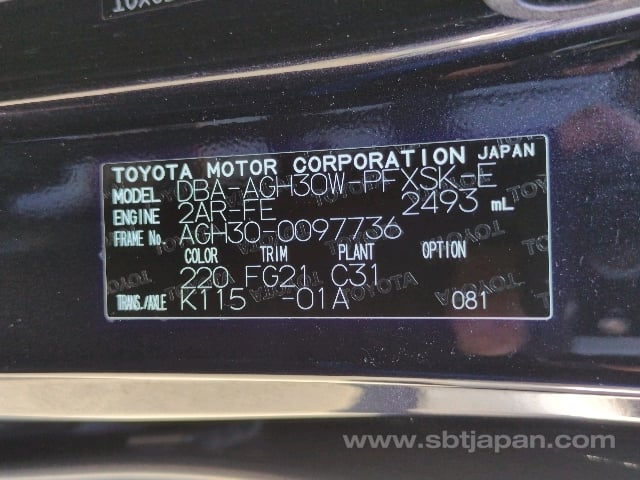 TOYOTA MOTOR CORPORATION JAPAN
MODEL DBA-AGH30W-PFXSK-E
ENGINE 2AR-FE 2493 mL
FRAME No. AGH30-0097736
COLOR TRIM PLANT OPTION
220 FG21 C31
TRANS./AXLE K115 -01A 081
www.sbtjapan.com